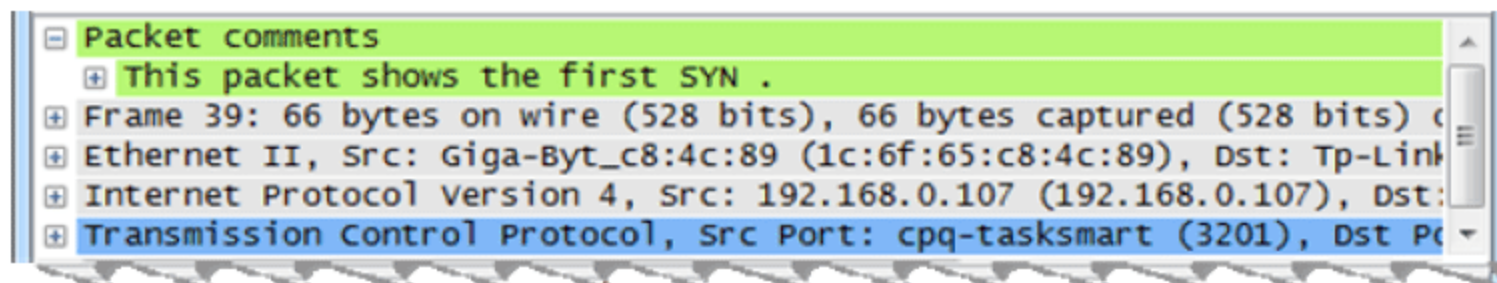 Packet comments
This packet shows the first SYN .
Frame 39: 66 bytes on wire (528 bits), 66 bytes captured (528 bits)
Ethernet II, Src: Giga-Byt_c8:4c:89 (1c:6f:65:c8:4c:89), Dst: Tp-Link
Internet Protocol Version 4, Src: 192.168.0.107 (192.168.0.107), Dst:
Transmission Control Protocol, Src Port: cpq-tasksmart (3201), Dst